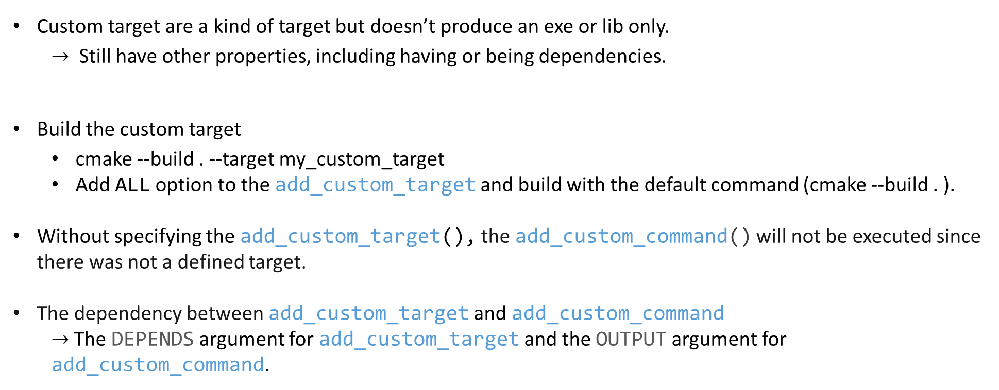 • Custom target are a kind of target but doesn’t produce an exe or lib only.
→ Still have other properties, including having or being dependencies.
• Build the custom target
• cmake --build . --target my_custom_target
• Add ALL option to the add_custom_target and build with the default command (cmake --build . ).
• Without specifying the add_custom_target(), the add_custom_command() will not be executed since
there was not a defined target.
• The dependency between add_custom_target and add_custom_command
→ The DEPENDS argument for add_custom_target and the OUTPUT argument for
add_custom_command.